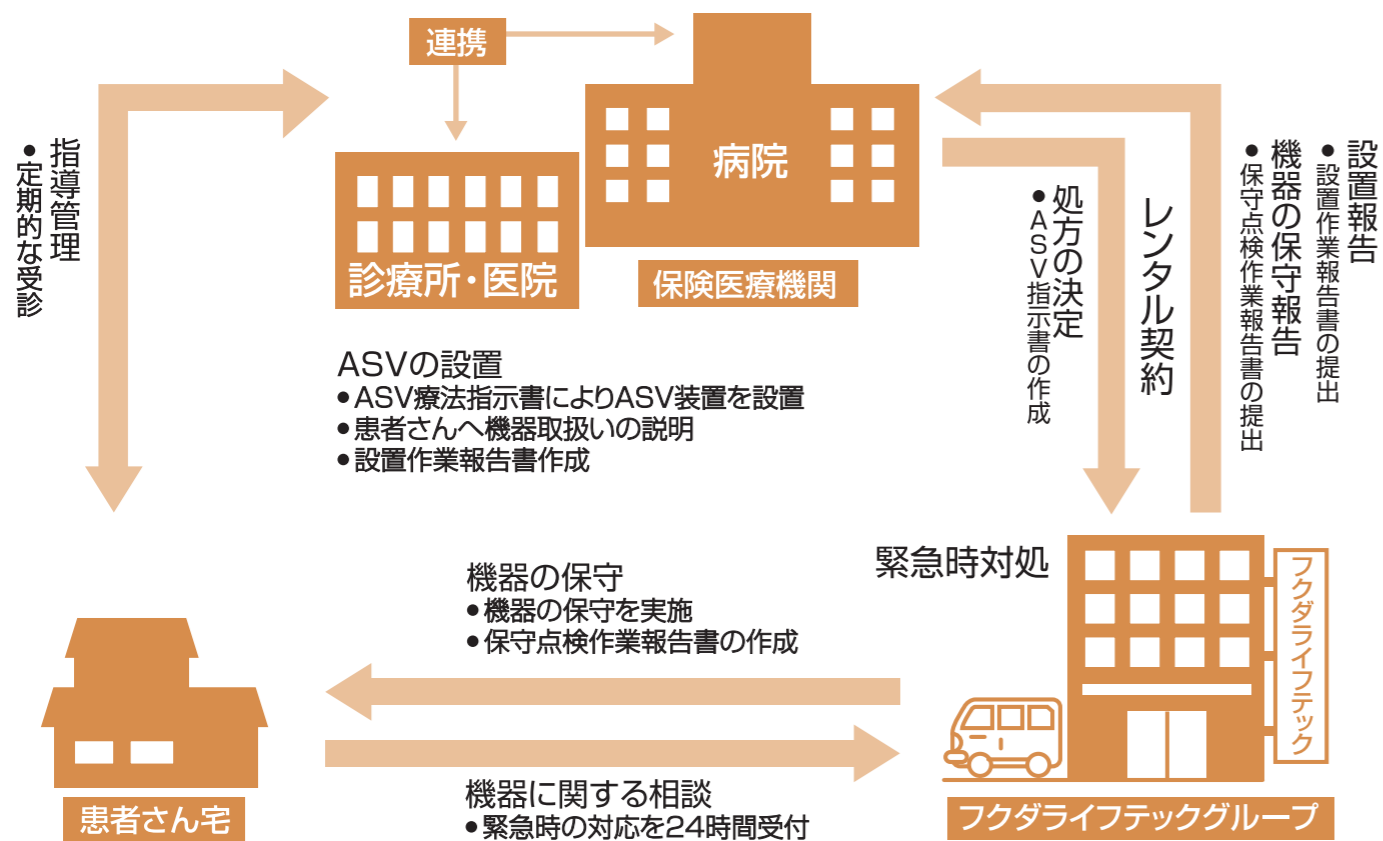 連携
病院
診療所・医院
保険医療機関
指導管理
●定期的な受診
ASVの設置
●ASV療法指示書によりASV装置を設置
●患者さんへ機器取扱いの説明
●設置作業報告書作成
設置報告
●設置作業報告書の提出
機器の保守報告
●保守点検作業報告書の提出
レンタル契約
処方の決定
●ASV指示書の作成
緊急時対処
機器の保守
●機器の保守を実施
●保守点検作業報告書の作成
機器に関する相談
●緊急時の対応を24時間受付
患者さん宅
フクダライフテック
フクダライフテックグループ